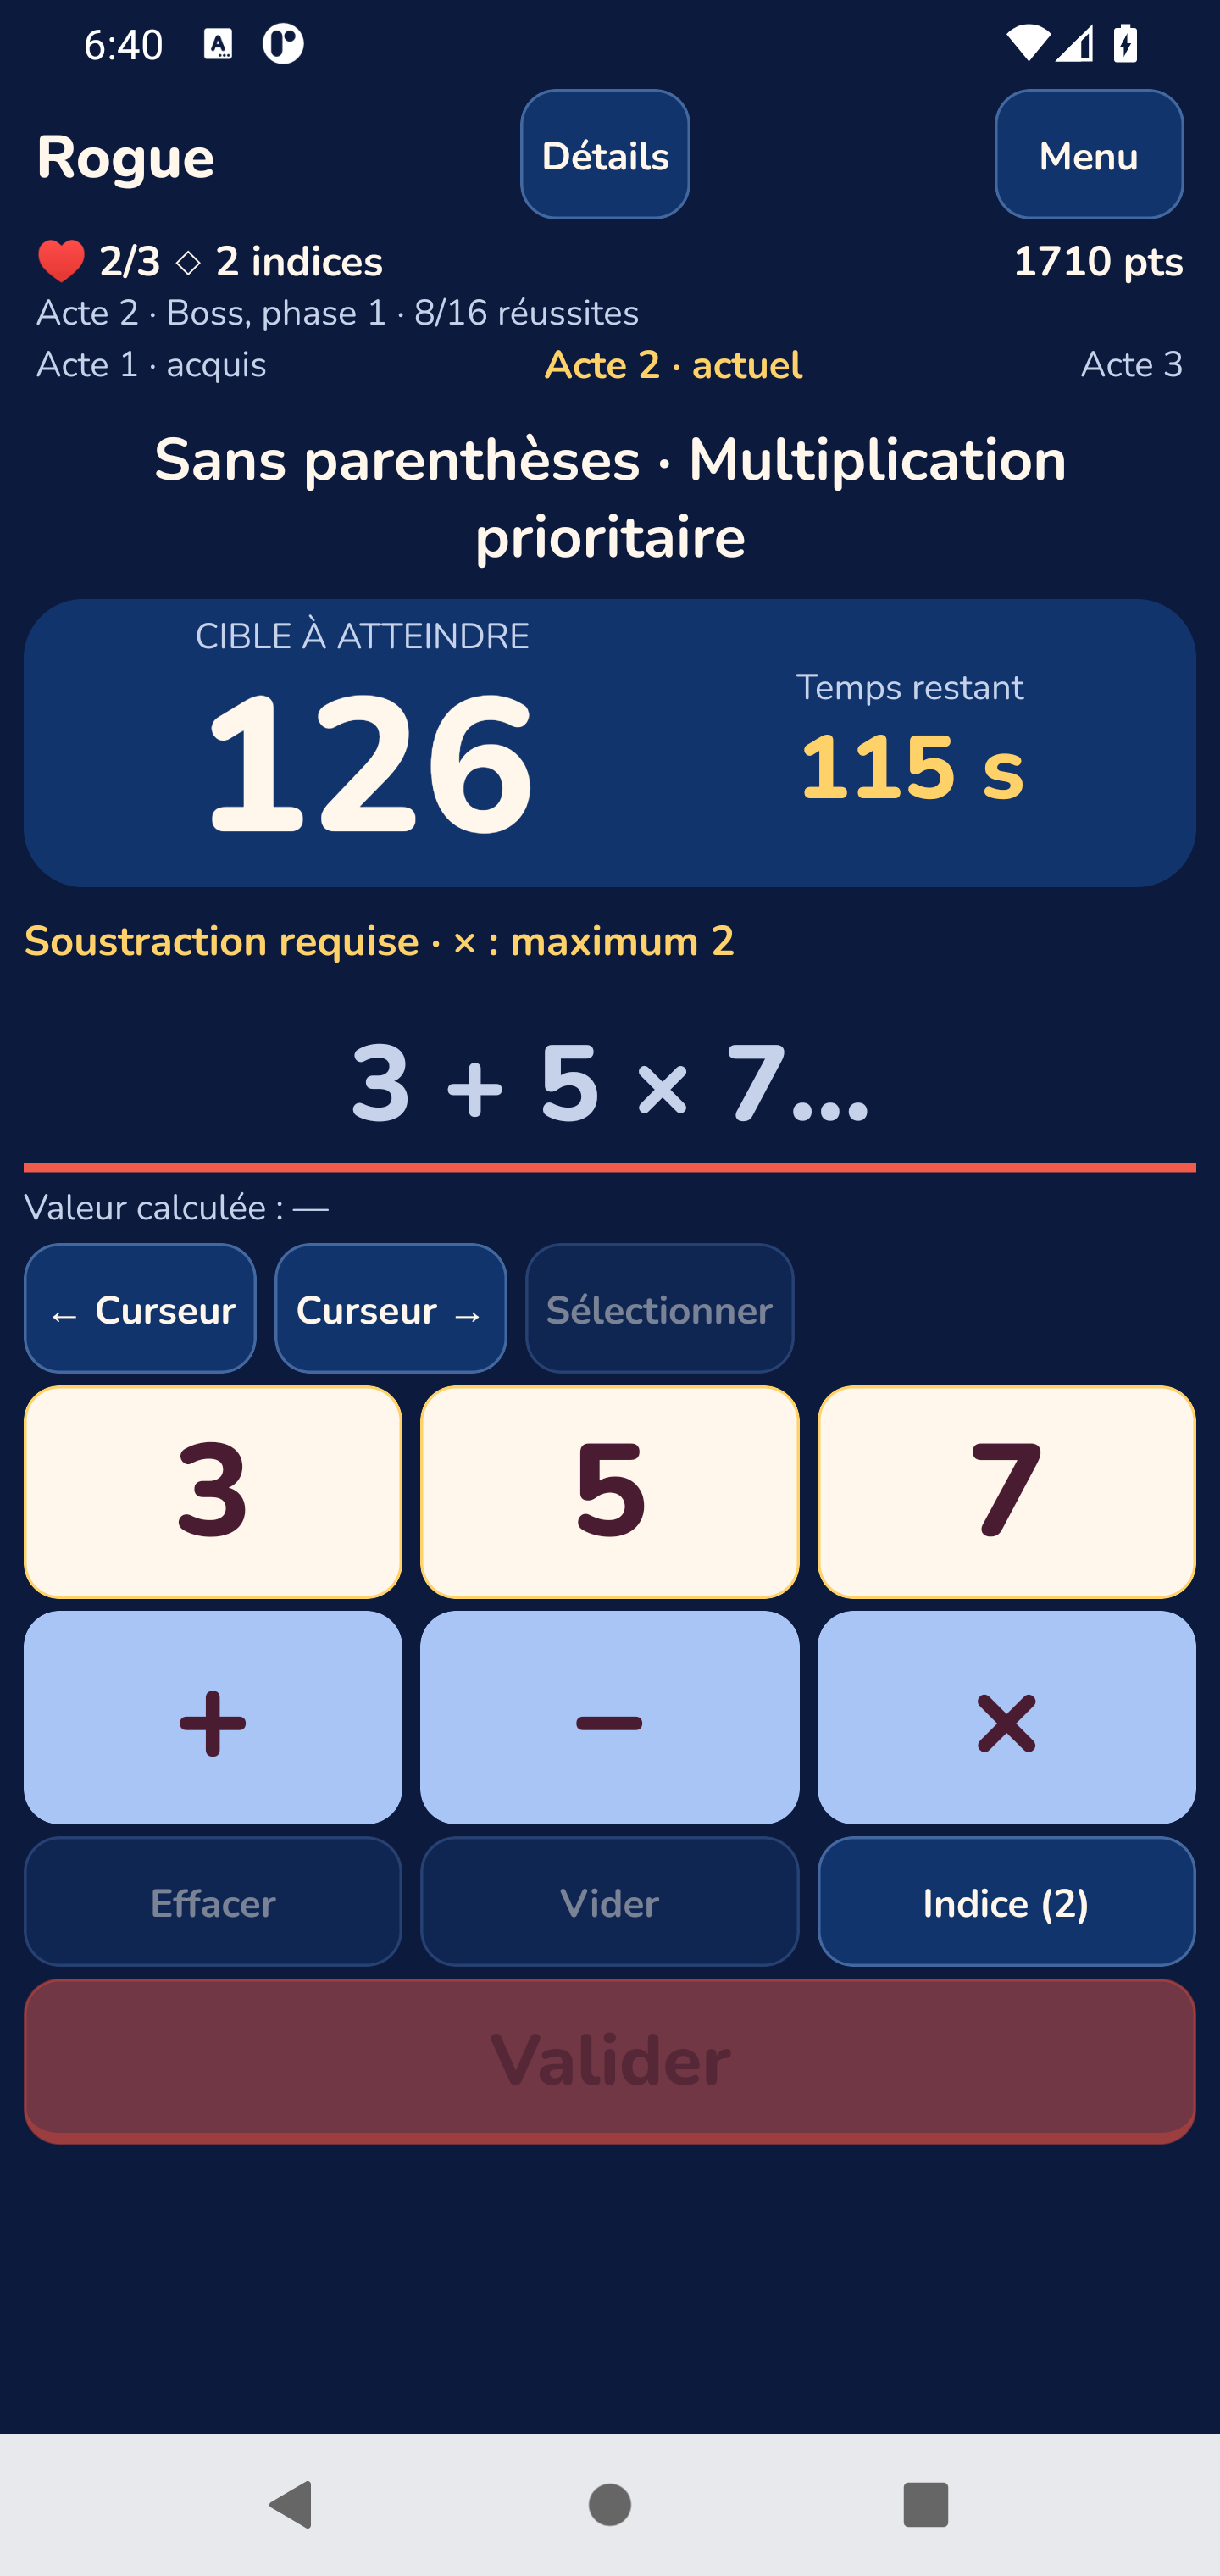 6:40
Rogue
Détails
Menu
2/3 ◇ 2 indices
1710 pts
Acte 2 · Boss, phase 1 · 8/16 réussites
Acte 1 · acquis
Acte 2 · actuel
Acte 3
Sans parenthèses · Multiplication
prioritaire
CIBLE À ATTEINDRE
126
Temps restant
115 s
Soustraction requise · × : maximum 2
3 + 5 × 7...
Valeur calculée : —
← Curseur
Curseur →
Sélectionner
3
5
7
+
−
×
Effacer
Vider
Indice (2)
Valider